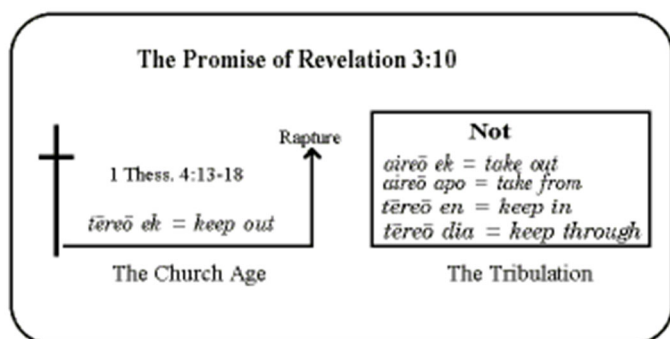 The Promise of Revelation 3:10
Rapture
1 Thess. 4:13-18
tēreō ek = keep out
The Church Age
Not
aireō ek = take out
aireō apo = take from
tēreō en = keep in
tēreō dia = keep through
The Tribulation